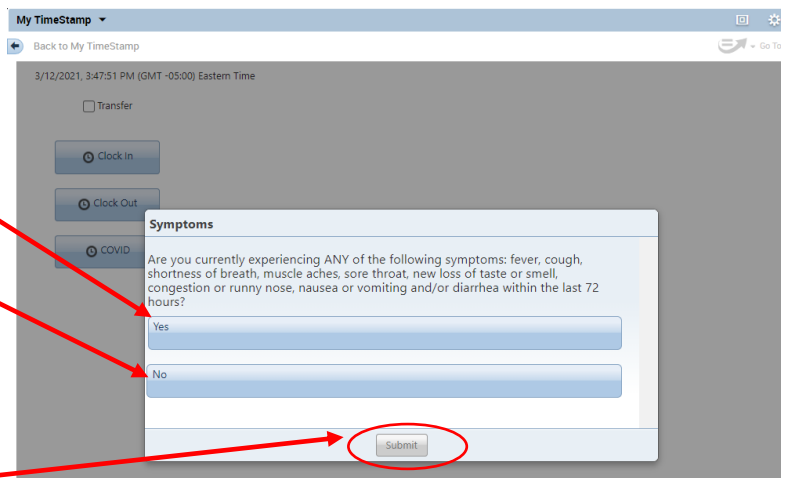 My TimeStamp
Back to My TimeStamp
Go To
3/12/2021, 3:47:51 PM (GMT -05:00) Eastern Time
Transfer
Clock In
Clock Out
COVID
Symptoms
Are you currently experiencing ANY of the following symptoms: fever, cough,
shortness of breath, muscle aches, sore throat, new loss of taste or smell,
congestion or runny nose, nausea or vomiting and/or diarrhea within the last 72
hours?
Yes
No
Submit